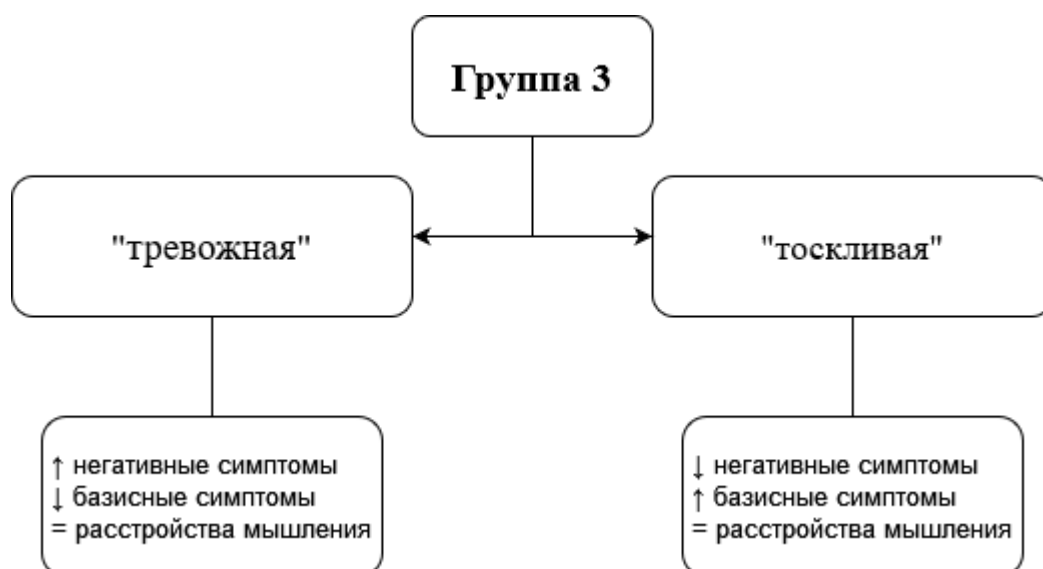 Группа 3
"тревожная"
"тоскливая"
↑ негативные симптомы
↓ базисные симптомы
= расстройства мышления
↓ негативные симптомы
↑ базисные симптомы
= расстройства мышления